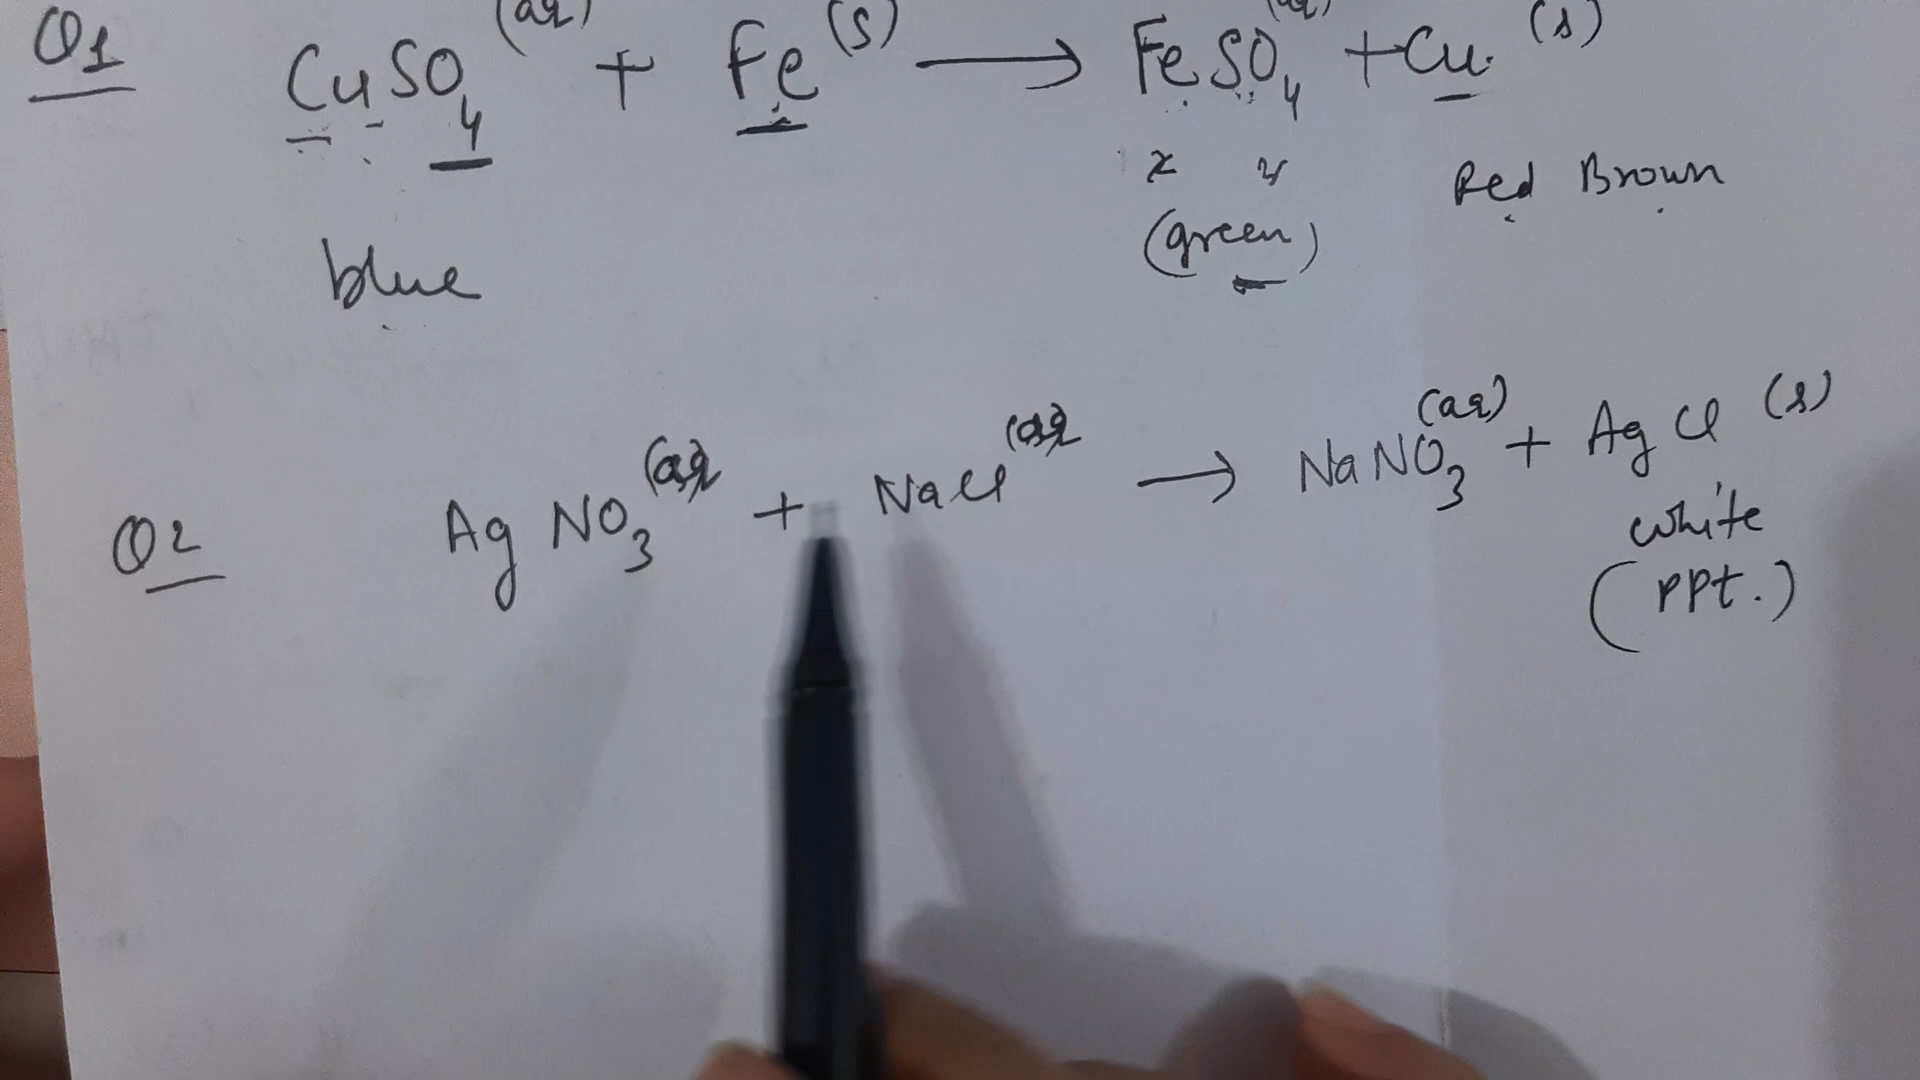 Q1 CuSO4 (aq) + Fe (s) → FeSO4 (aq) + Cu (s)
(green) Red Brown
blue
Q2 AgNO3 (aq) + NaCl (aq) → NaNO3 (aq) + AgCl (s)
white
(PPt.)